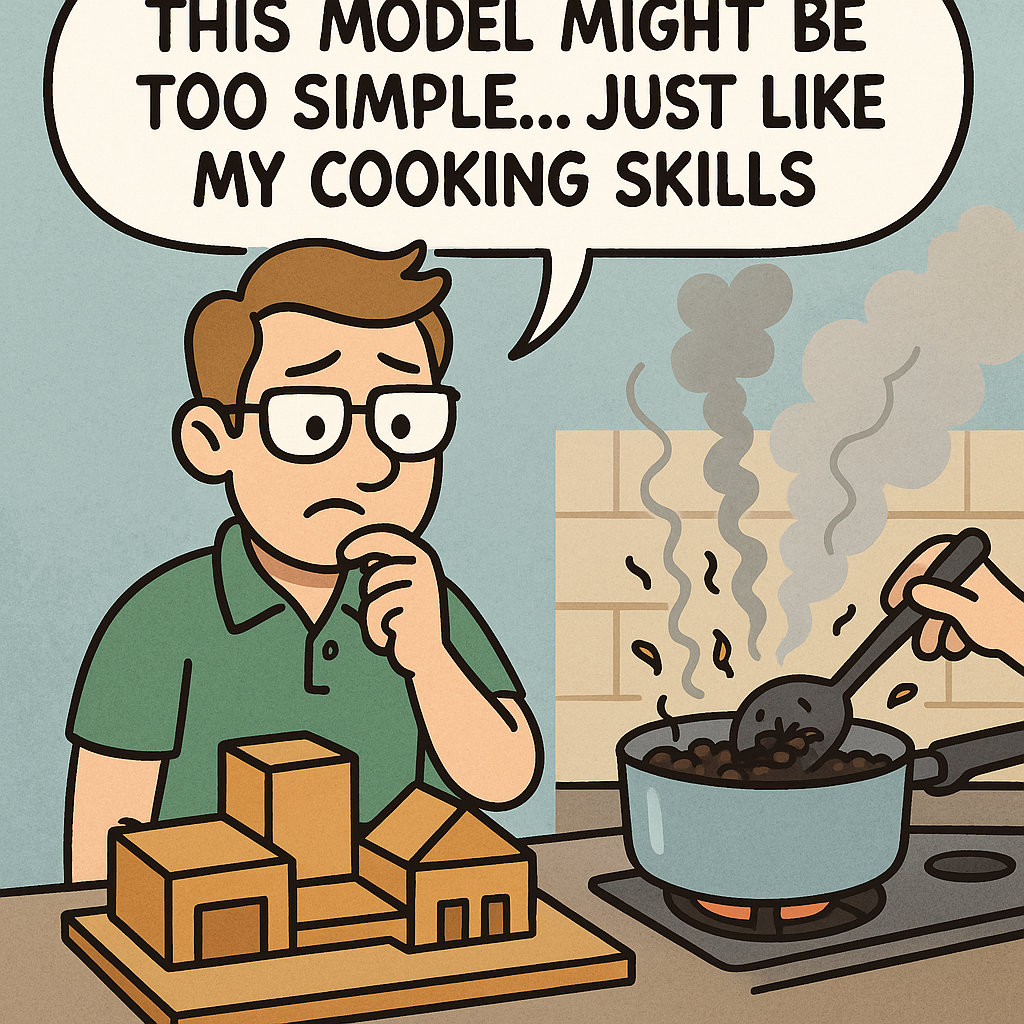 THIS MODEL MIGHT BE
TOO SIMPLE... JUST LIKE
MY COOKING SKILLS